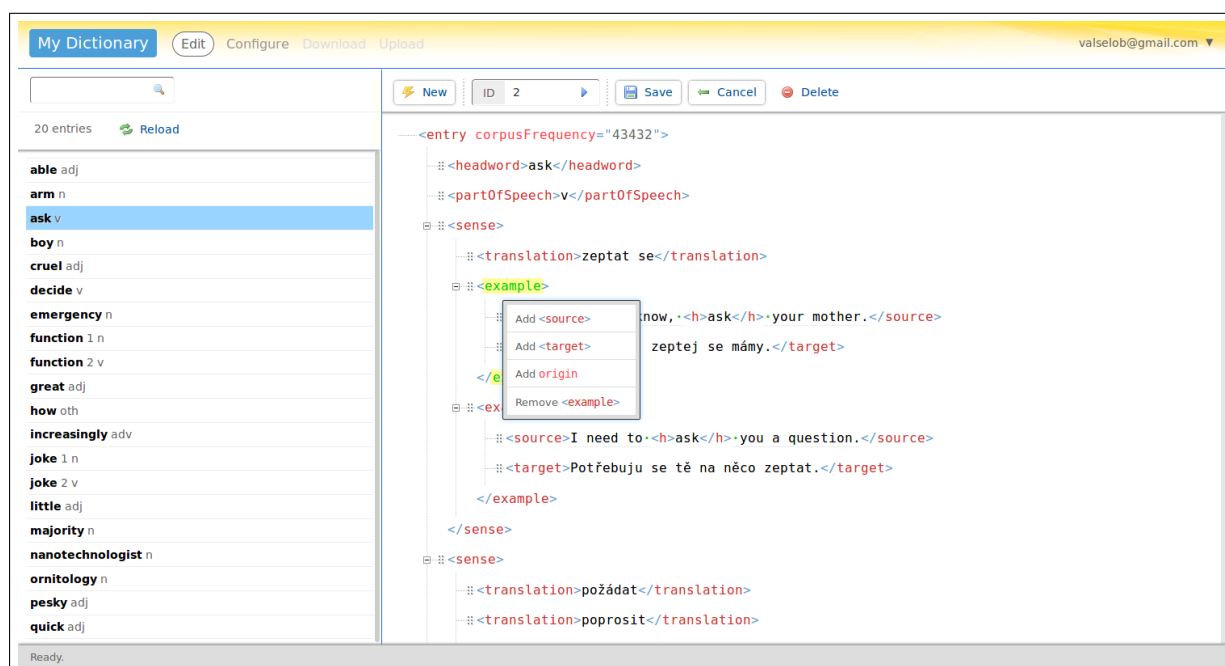 My Dictionary Edit Configure Download Upload valselob@gmail.com ▼
New ID 2 Save Cancel Delete
20 entries Reload
able adj
arm n
ask v
boy n
cruel adj
decide v
emergency n
function 1 n
function 2 v
great adj
how oth
increasingly adv
joke 1 n
joke 2 v
little adj
majority n
nanotechnologist n
ornitology n
pesky adj
quick adj
<entry corpusFrequency="43432">
<headword>ask</headword>
<partOfSpeech>v</partOfSpeech>
<sense>
<translation>zeptat se</translation>
<example>
now,·<h>ask</h>·your mother.</source>
zeptej se mámy.</target>
</e
<ex
Add <source>
Add <target>
Add origin
Remove <example>
<source>I need to·<h>ask</h>·you a question.</source>
<target>Potřebuju se tě na něco zeptat.</target>
</example>
</sense>
<sense>
<translation>požádat</translation>
<translation>poprosit</translation>
Ready.